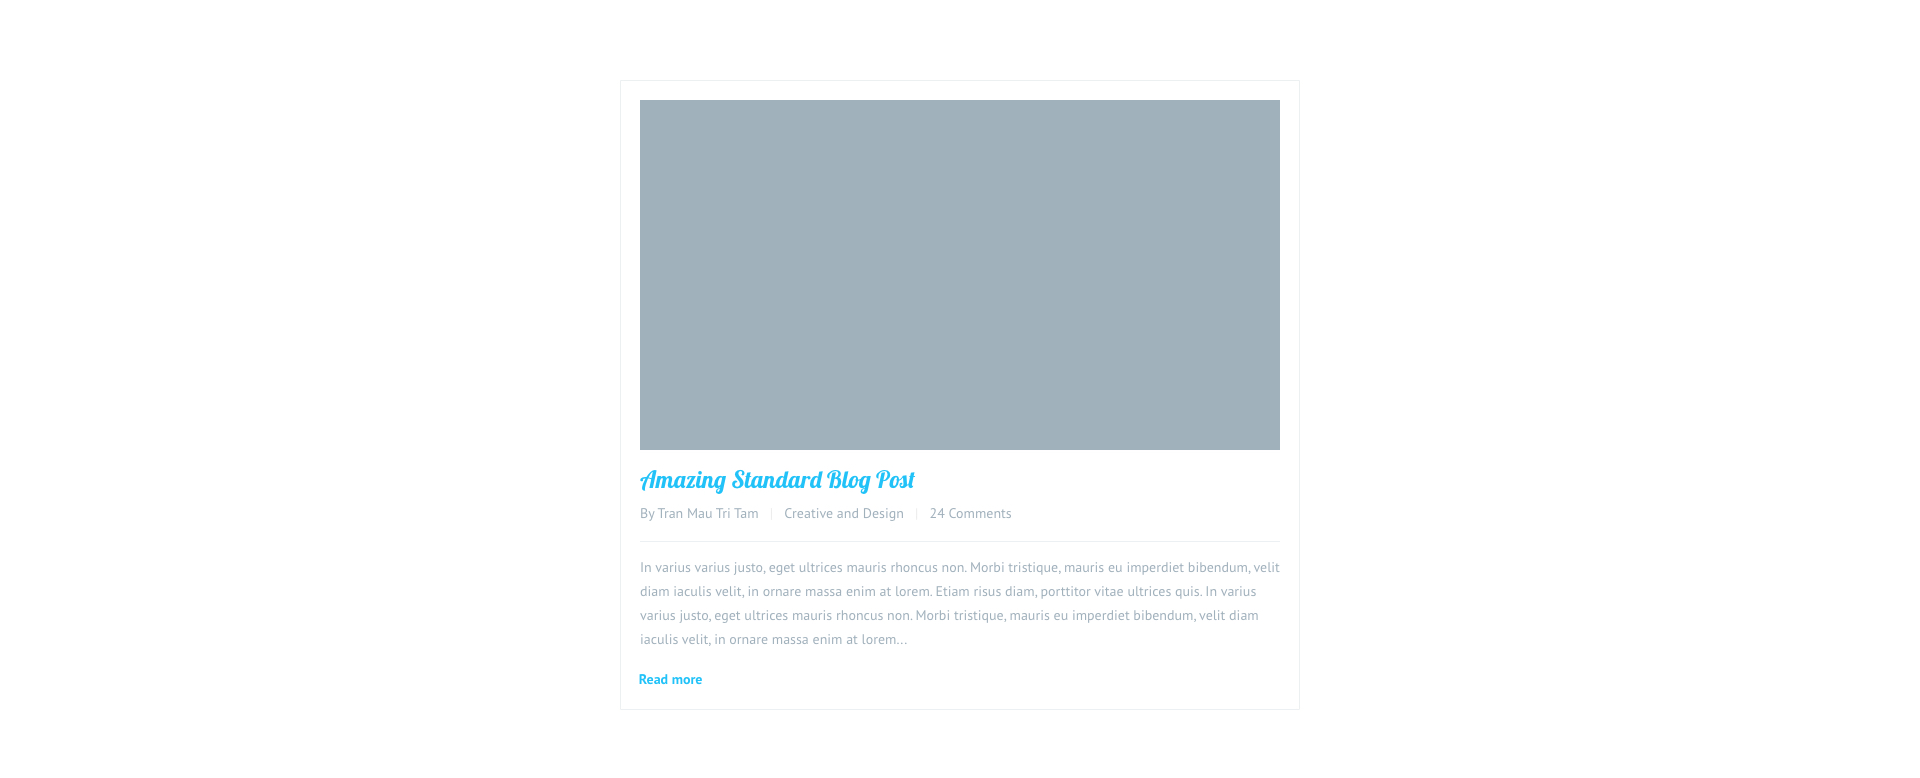 Amazing Standard Blog Post
By Tran Mau Tri Tam | Creative and Design | 24 Comments
In varius varius justo, eget ultrices mauris rhoncus non. Morbi tristique, mauris eu imperdiet bibendum, velit
diam iaculis velit, in ornare massa enim at lorem. Etiam risus diam, porttitor vitae ultrices quis. In varius
varius justo, eget ultrices mauris rhoncus non. Morbi tristique, mauris eu imperdiet bibendum, velit diam
iaculis velit, in ornare massa enim at lorem...
Read more